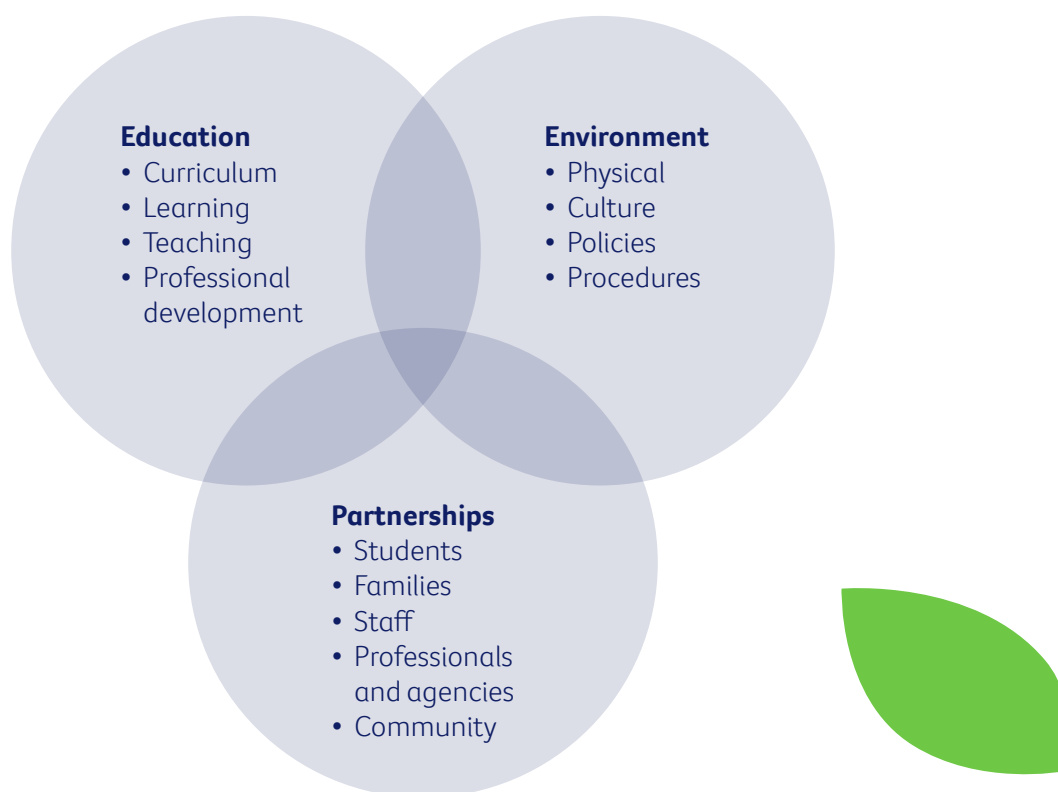 Education
• Curriculum
• Learning
• Teaching
• Professional
development
Environment
• Physical
• Culture
• Policies
• Procedures
Partnerships
• Students
• Families
• Staff
• Professionals
and agencies
• Community